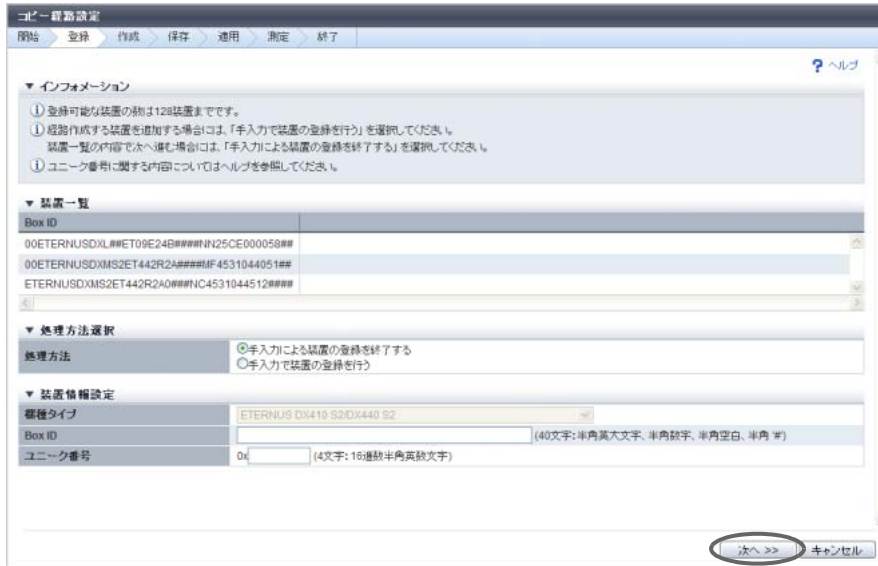 コピー経路設定
開始 登録 作成 保存 適用 測定 終了
? ヘルプ
▼ インフォメーション
登録可能な装置の数は128装置までです。
経路作成する装置を追加する場合には、「手入力で装置の登録を行う」を選択してください。
装置一覧の内容で次へ進む場合には、「手入力による装置の登録を終了する」を選択してください。
ユニーク番号に関する内容についてはヘルプを参照してください。
▼ 装置一覧
Box ID
00ETERNUSDXL##ET09E24B####NN25CE000058##
00ETERNUSDXMS2ET442R2A####MF4531044051##
ETERNUSDXMS2ET442R2A0###NC4531044512####
▼ 処理方法選択
処理方法
手入力による装置の登録を終了する
手入力で装置の登録を行う
▼ 装置情報設定
機種タイプ ETERNUS DX410 S2/DX440 S2
Box ID (40文字: 半角英大文字、半角数字、半角空白、半角 '#')
ユニーク番号 0x (4文字: 16進数半角英数文字)
次へ >> キャンセル